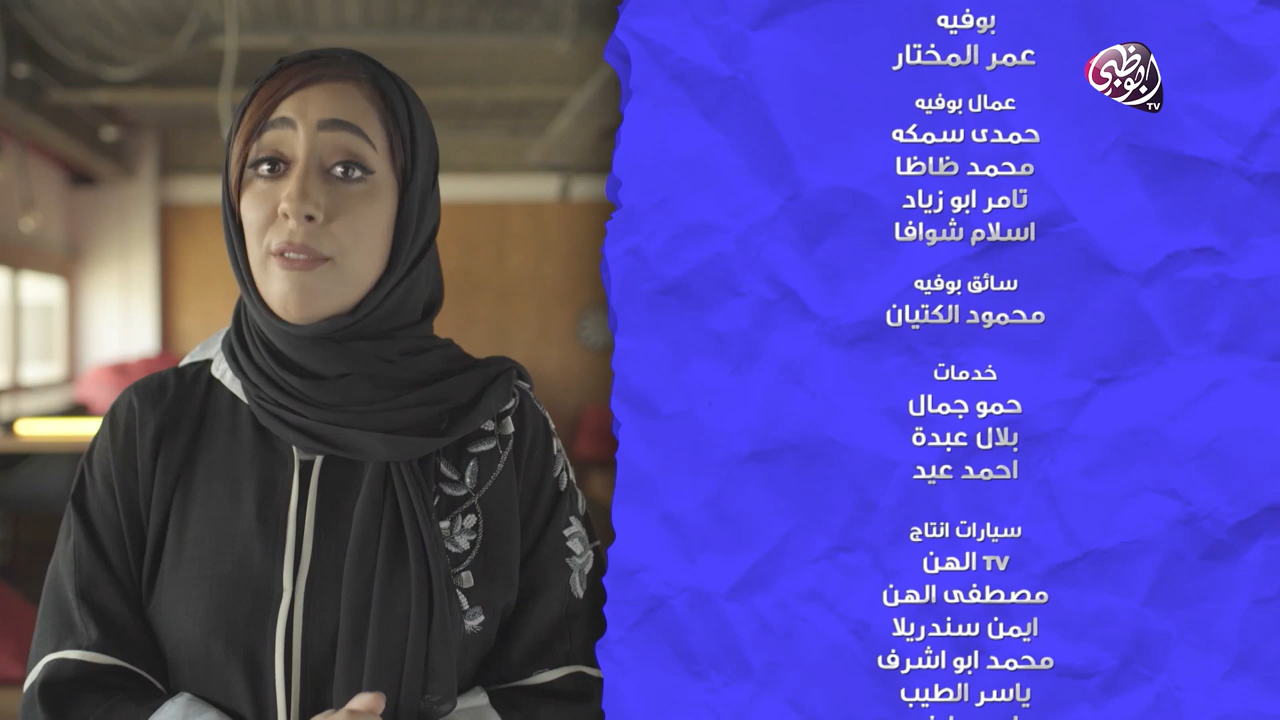 بوفيه
عمر المختار
عمال بوفيه
حمدى سمكه
محمد ظاظا
تامر ابو زياد
اسلام شوافا
سائق بوفيه
محمود الكتيان
خدمات
حمو جمال
بلال عبدة
احمد عيد
سيارات انتاج
TV الهن
مصطفى الهن
ايمن سندريلا
محمد ابو اشرف
ياسر الطيب
ابوظبي
TV